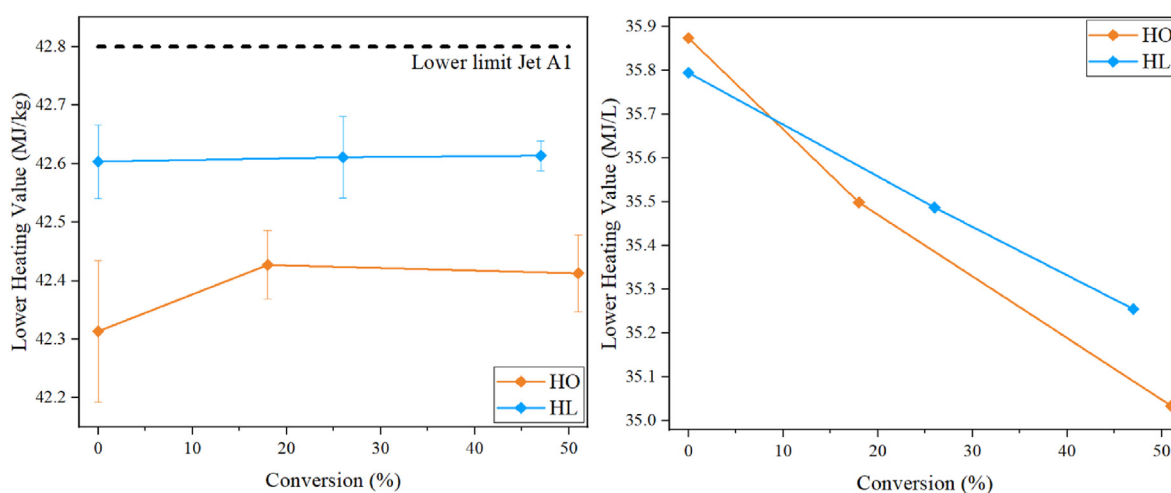 Lower Heating Value (MJ/kg)
42.8
42.7
42.6
42.5
42.4
42.3
42.2
Lower limit Jet A1
HO
HL
0 10 20 30 40 50
Conversion (%)
Lower Heating Value (MJ/L)
35.9
35.8
35.7
35.6
35.5
35.4
35.3
35.2
35.1
35.0
HO
HL
0 10 20 30 40 50
Conversion (%)